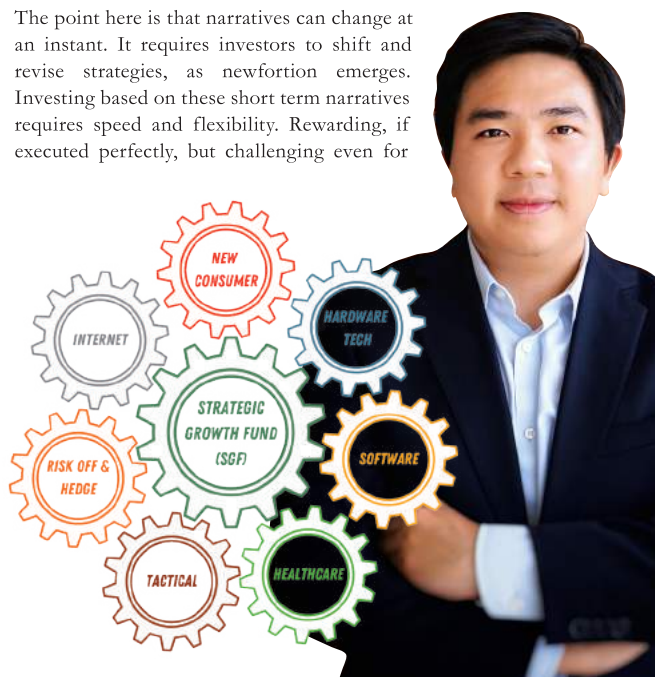 The point here is that narratives can change at
an instant. It requires investors to shift and
revise strategies, as newfortion emerges.
Investing based on these short term narratives
requires speed and flexibility. Rewarding, if
executed perfectly, but challenging even for
NEW
CONSUMER
INTERNET
HARDWARE
TECH
STRATEGIC
GROWTH FUND
(SGF)
RISK OFF &
HEDGE
SOFTWARE
TACTICAL
HEALTHCARE